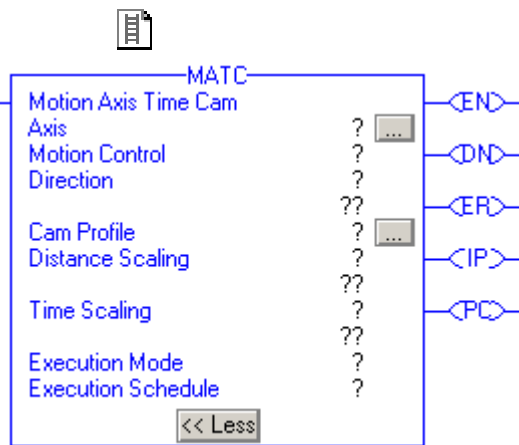 MATC
Motion Axis Time Cam
Axis ? ...
Motion Control ?
Direction ?
??
Cam Profile ? ...
Distance Scaling ?
??
Time Scaling ?
??
Execution Mode ?
Execution Schedule ?
<< Less
EN
DN
ER
IP
PC